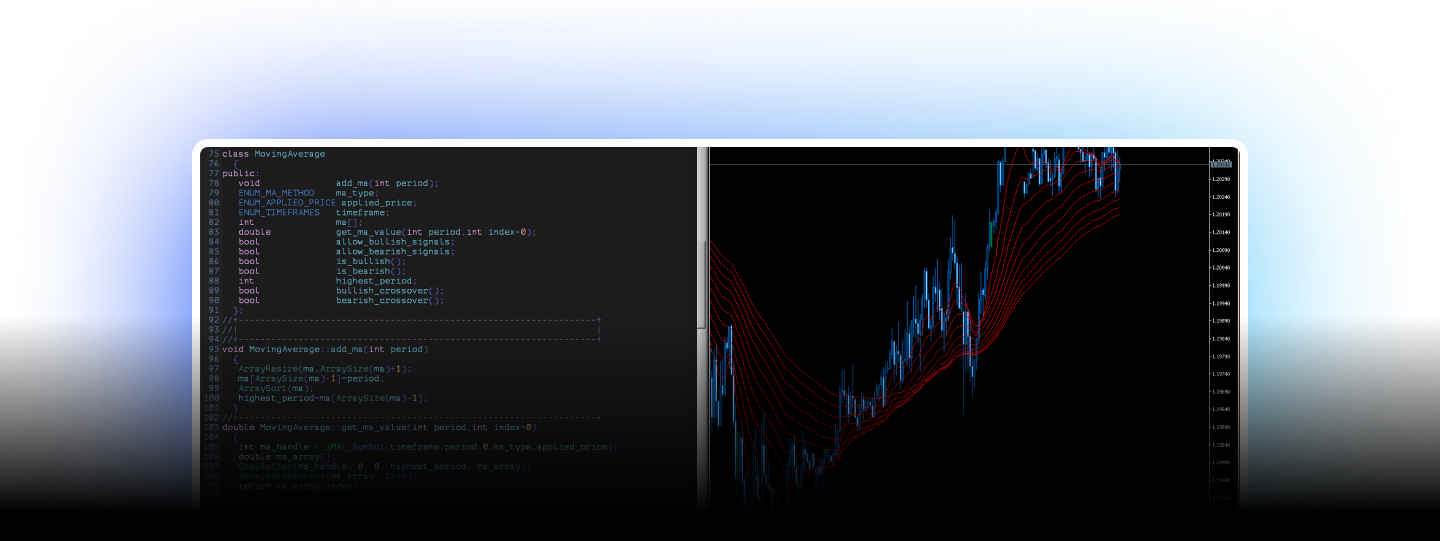 75 class MovingAverage
76 {
77 public:
78 void add_ma(int period);
79 ENUM_MA_METHOD ma_type;
80 ENUM_APPLIED_PRICE applied_price;
81 ENUM_TIMEFRAMES timeframe;
82 int ma[];
83 double get_ma_value(int period,int index=0);
84 bool allow_bullish_signals;
85 bool allow_bearish_signals;
86 bool is_bullish();
87 bool is_bearish();
88 int highest_period;
89 bool bullish_crossover();
90 bool bearish_crossover();
91 };
92 //+------------------------------------------------------------------+
93 //| |
94 //+------------------------------------------------------------------+
95 void MovingAverage::add_ma(int period)
96 {
97 ArrayResize(ma,ArraySize(ma)+1);
98 ma[ArraySize(ma)-1]=period;
99 ArraySort(ma);
100 highest_period=ma[ArraySize(ma)-1];
101 }
102 //+------------------------------------------------------------------+
103 double MovingAverage::get_ma_value(int period,int index=0)
104 {
105 int ma_handle = iMA(_Symbol,timeframe,period,0,ma_type,applied_price);
106 double ma_array[];
107 CopyBuffer(ma_handle, 0, 0, highest_period, ma_array);
108 ArraySetAsSeries(ma_array, true);
109 return ma_array[index];
1.20290
1.20240
1.20190
1.20140
1.20090
1.20040
1.19990
1.19940
1.19890
1.19840
1.19790
1.19740
1.19690
1.19640
1.19590
1.19540
1.19490
1.19440